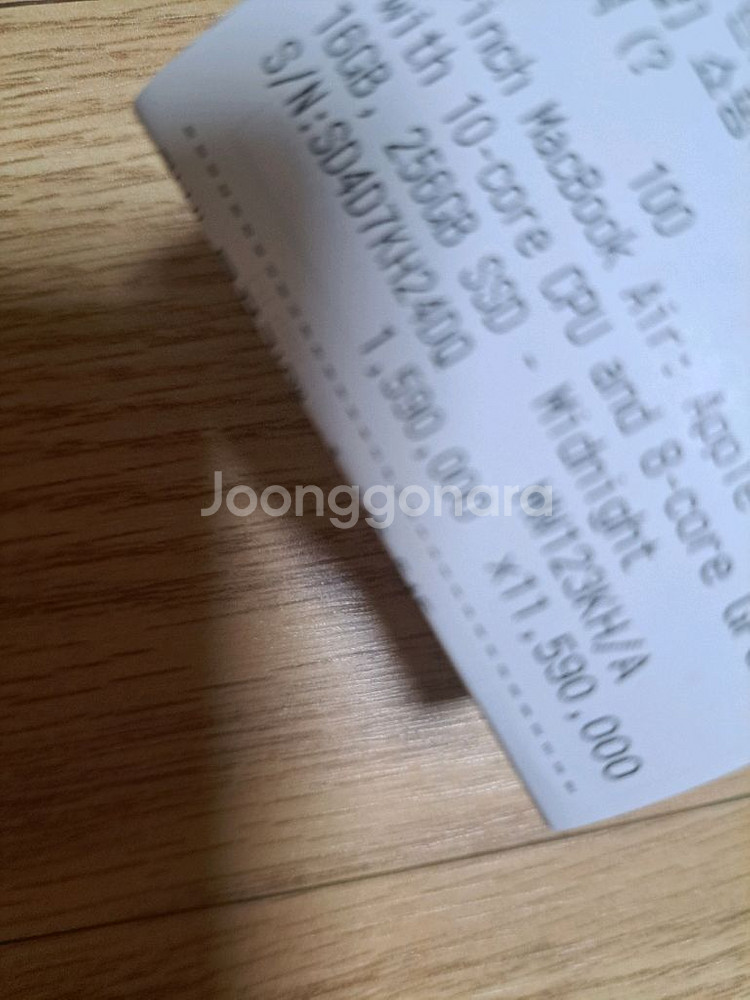 100
inch MacBook Air: Apple
with 10-core CPU and 8-core
16GB, 256GB SSD - Midnight
MW123KH/A
S/N:SD4D7KH24DQ
1,590,000 x1 1,590,000
Joonggonara